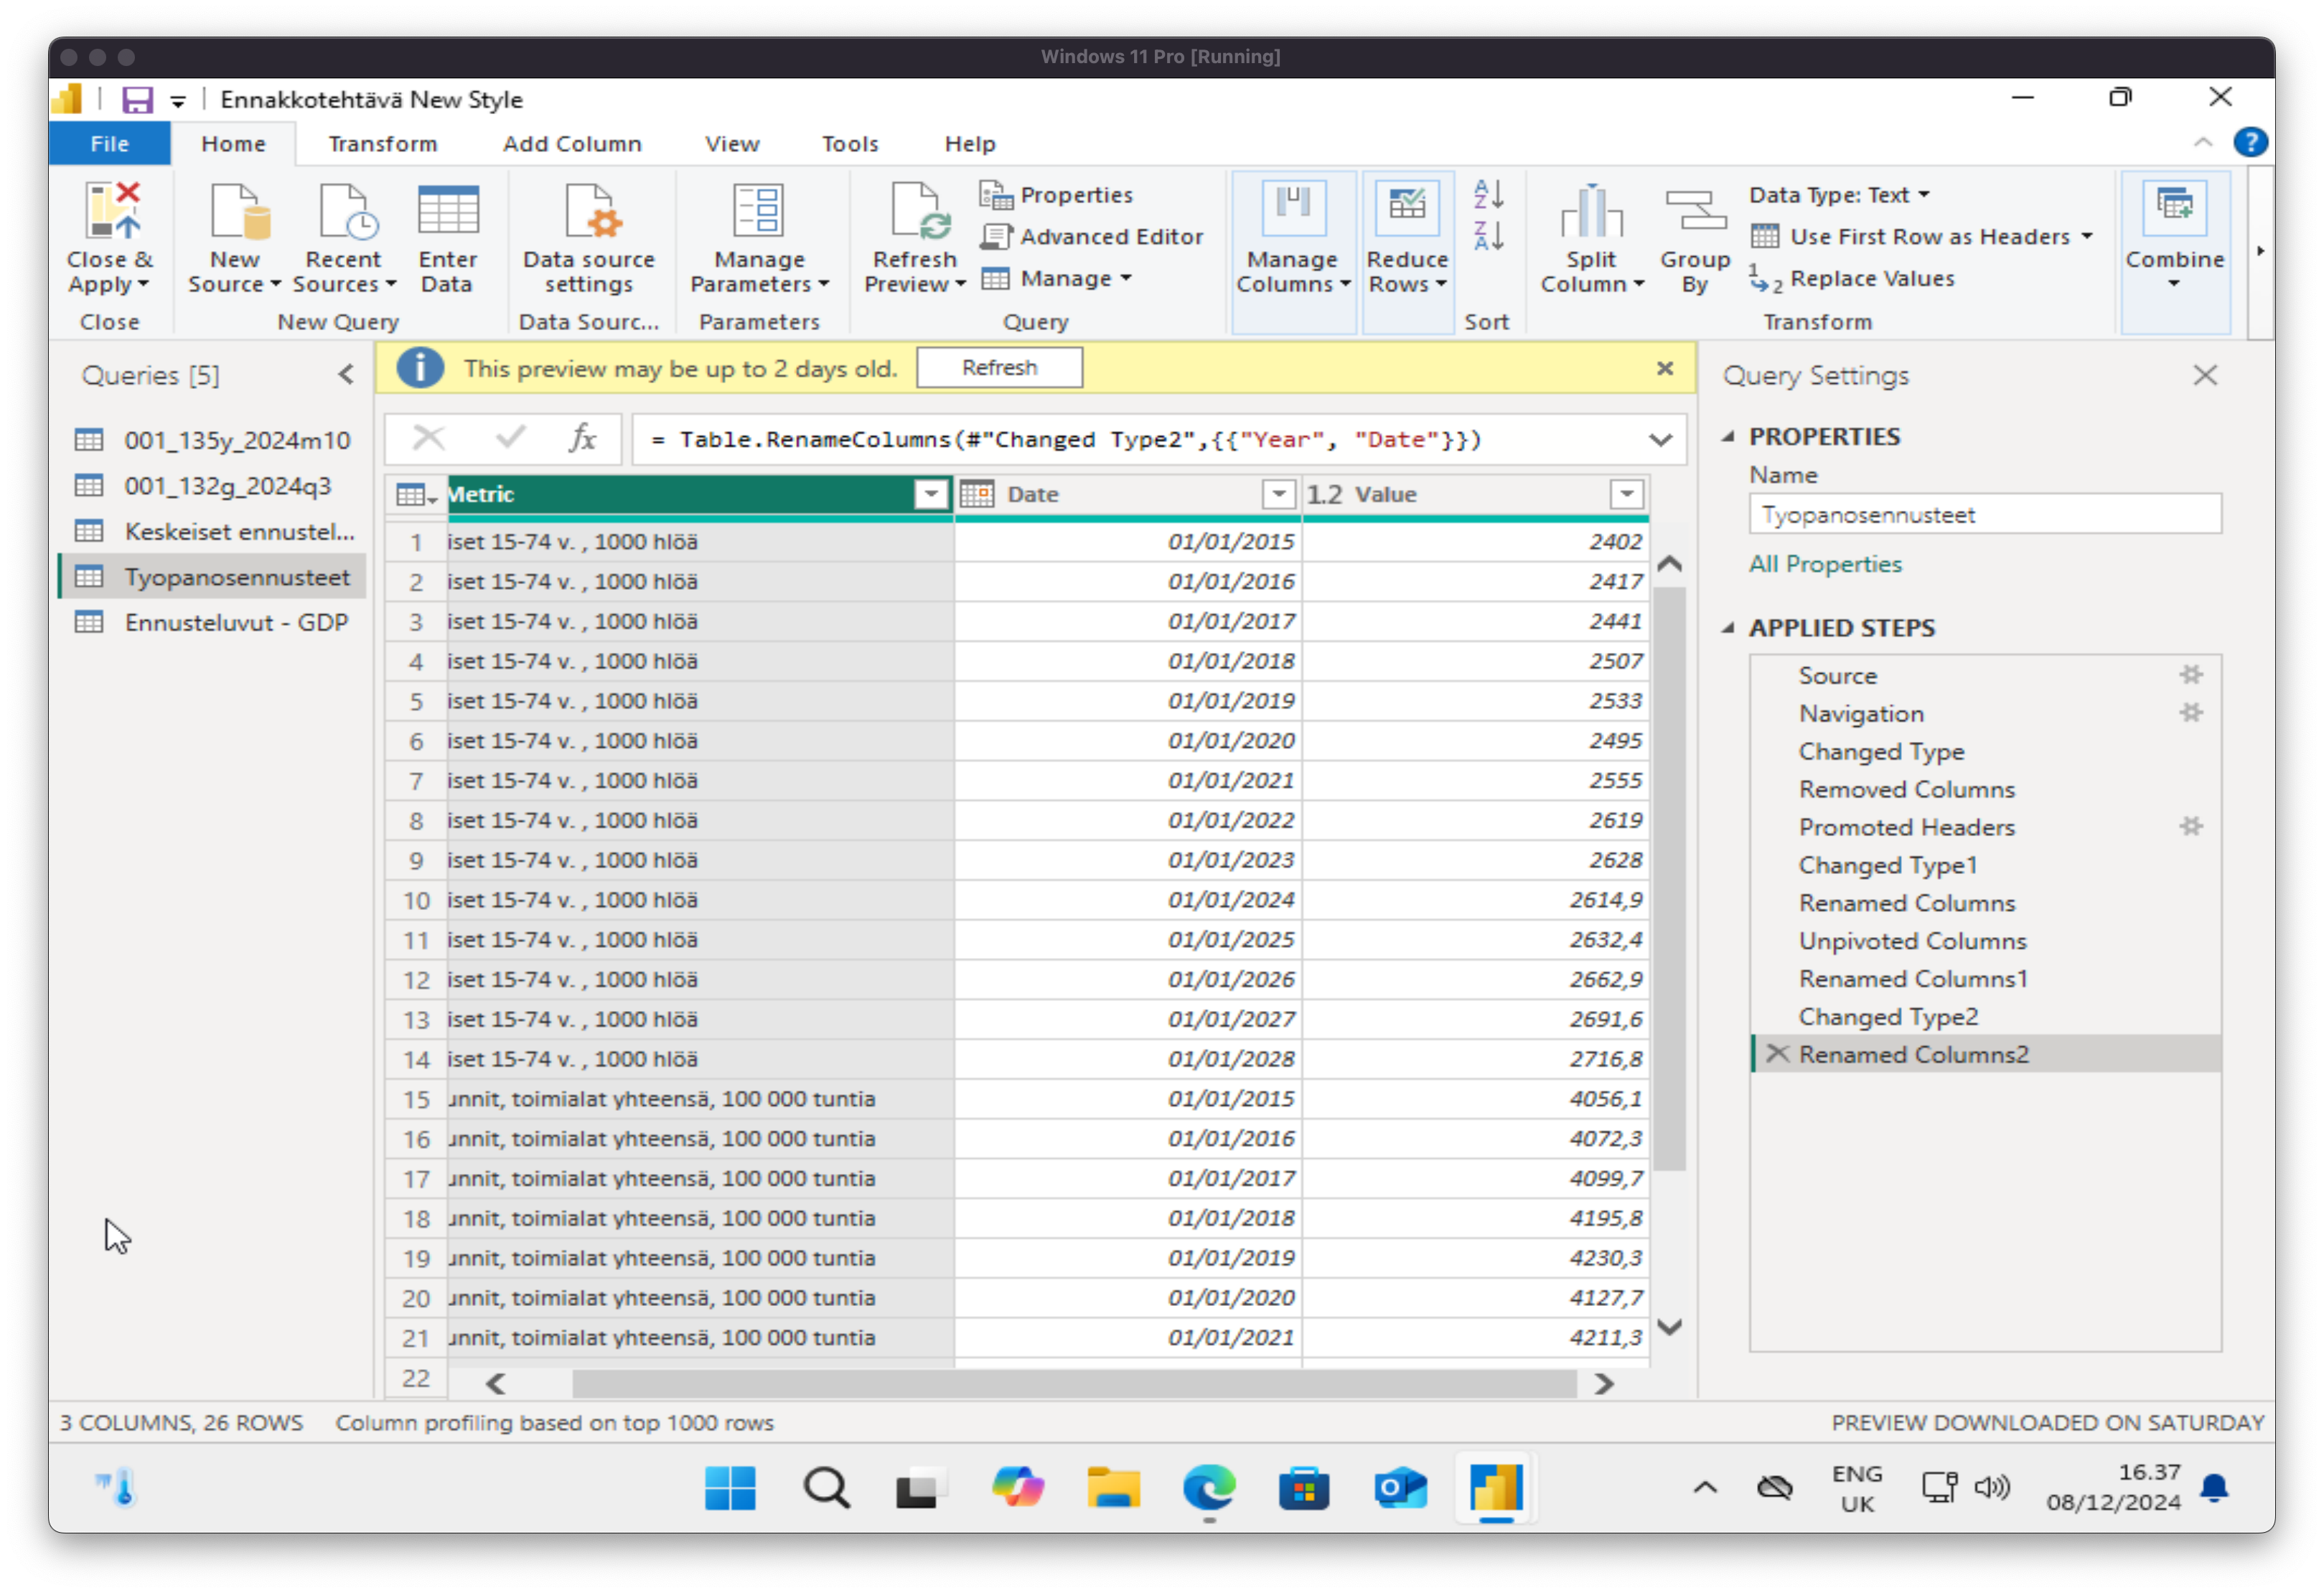 Windows 11 Pro [Running]
Ennakkotehtävä New Style
File Home Transform Add Column View Tools Help
Close & Apply
New Source
Recent Sources
Enter Data
Data source settings
Manage Parameters
Refresh Preview
Properties
Advanced Editor
Manage
Manage Columns
Reduce Rows
A Z
Z A
Split Column
Group By
Data Type: Text
Use First Row as Headers
1 2 Replace Values
Combine
Close New Query Data Sourc... Parameters Query Sort Transform
Queries [5]
001_135y_2024m10
001_132g_2024q3
Keskeiset ennustel...
Tyopanosennusteet
Ennusteluvut - GDP
This preview may be up to 2 days old. Refresh
fx = Table.RenameColumns(#"Changed Type2",{{"Year", "Date"}})
Metric Date 1.2 Value
1 iset 15-74 v. , 1000 hlöä 01/01/2015 2402
2 iset 15-74 v. , 1000 hlöä 01/01/2016 2417
3 iset 15-74 v. , 1000 hlöä 01/01/2017 2441
4 iset 15-74 v. , 1000 hlöä 01/01/2018 2507
5 iset 15-74 v. , 1000 hlöä 01/01/2019 2533
6 iset 15-74 v. , 1000 hlöä 01/01/2020 2495
7 iset 15-74 v. , 1000 hlöä 01/01/2021 2555
8 iset 15-74 v. , 1000 hlöä 01/01/2022 2619
9 iset 15-74 v. , 1000 hlöä 01/01/2023 2628
10 iset 15-74 v. , 1000 hlöä 01/01/2024 2614,9
11 iset 15-74 v. , 1000 hlöä 01/01/2025 2632,4
12 iset 15-74 v. , 1000 hlöä 01/01/2026 2662,9
13 iset 15-74 v. , 1000 hlöä 01/01/2027 2691,6
14 iset 15-74 v. , 1000 hlöä 01/01/2028 2716,8
15 unnit, toimialat yhteensä, 100 000 tuntia 01/01/2015 4056,1
16 unnit, toimialat yhteensä, 100 000 tuntia 01/01/2016 4072,3
17 unnit, toimialat yhteensä, 100 000 tuntia 01/01/2017 4099,7
18 unnit, toimialat yhteensä, 100 000 tuntia 01/01/2018 4195,8
19 unnit, toimialat yhteensä, 100 000 tuntia 01/01/2019 4230,3
20 unnit, toimialat yhteensä, 100 000 tuntia 01/01/2020 4127,7
21 unnit, toimialat yhteensä, 100 000 tuntia 01/01/2021 4211,3
22
Query Settings
PROPERTIES
Name
Tyopanosennusteet
All Properties
APPLIED STEPS
Source
Navigation
Changed Type
Removed Columns
Promoted Headers
Changed Type1
Renamed Columns
Unpivoted Columns
Renamed Columns1
Changed Type2
Renamed Columns2
3 COLUMNS, 26 ROWS Column profiling based on top 1000 rows PREVIEW DOWNLOADED ON SATURDAY
ENG
UK
16.37
08/12/2024